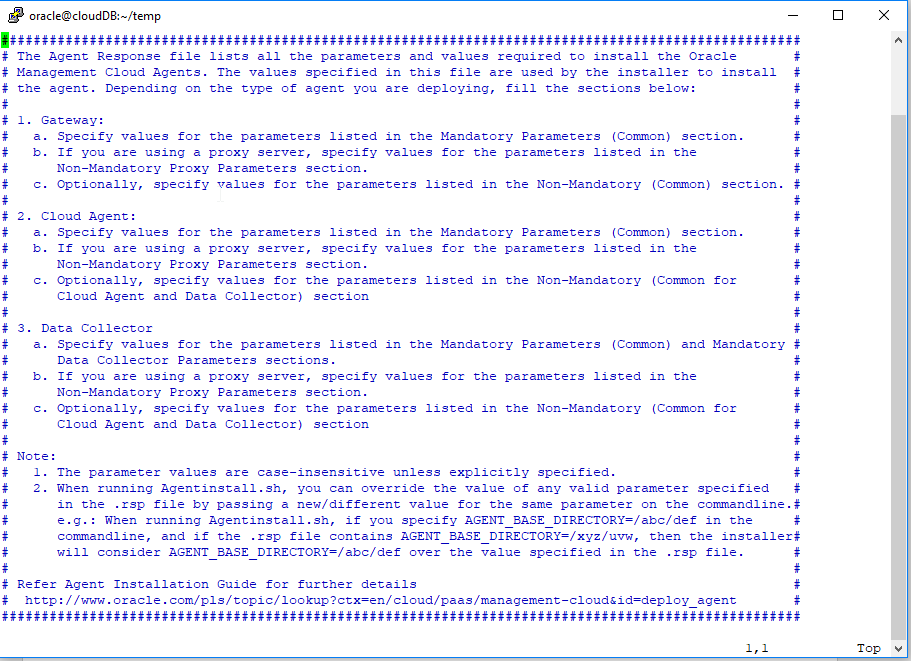 oracle@cloudDB:~/temp
####################################################################################################
# The Agent Response file lists all the parameters and values required to install the Oracle       #
# Management Cloud Agents. The values specified in this file are used by the installer to install  #
# the agent. Depending on the type of agent you are deploying, fill the sections below:            #
#                                                                                                  #
# 1. Gateway:                                                                                      #
#   a. Specify values for the parameters listed in the Mandatory Parameters (Common) section.      #
#   b. If you are using a proxy server, specify values for the parameters listed in the            #
#      Non-Mandatory Proxy Parameters section.                                                     #
#   c. Optionally, specify values for the parameters listed in the Non-Mandatory (Common) section. #
#                                                                                                  #
# 2. Cloud Agent:                                                                                  #
#   a. Specify values for the parameters listed in the Mandatory Parameters (Common) section.      #
#   b. If you are using a proxy server, specify values for the parameters listed in the            #
#      Non-Mandatory Proxy Parameters section.                                                     #
#   c. Optionally, specify values for the parameters listed in the Non-Mandatory (Common for       #
#      Cloud Agent and Data Collector) section                                                     #
#                                                                                                  #
# 3. Data Collector                                                                                #
#   a. Specify values for the parameters listed in the Mandatory Parameters (Common) and Mandatory #
#      Data Collector Parameters sections.                                                         #
#   b. If you are using a proxy server, specify values for the parameters listed in the            #
#      Non-Mandatory Proxy Parameters section.                                                     #
#   c. Optionally, specify values for the parameters listed in the Non-Mandatory (Common for       #
#      Cloud Agent and Data Collector) section                                                     #
#                                                                                                  #
# Note:                                                                                            #
#   1. The parameter values are case-insensitive unless explicitly specified.                      #
#   2. When running Agentinstall.sh, you can override the value of any valid parameter specified   #
#      in the .rsp file by passing a new/different value for the same parameter on the commandline.#
#      e.g.: When running Agentinstall.sh, if you specify AGENT_BASE_DIRECTORY=/abc/def in the     #
#      commandline, and if the .rsp file contains AGENT_BASE_DIRECTORY=/xyz/uvw, then the installer#
#      will consider AGENT_BASE_DIRECTORY=/abc/def over the value specified in the .rsp file.      #
#                                                                                                  #
# Refer Agent Installation Guide for further details                                               #
#  http://www.oracle.com/pls/topic/lookup?ctx=en/cloud/paas/management-cloud&id=deploy_agent       #
####################################################################################################
1,1 Top